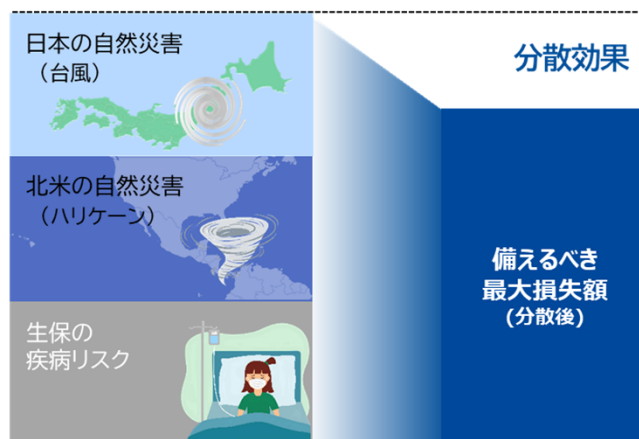 日本の自然災害
（台風）
北米の自然災害
（ハリケーン）
生保の
疾病リスク
分散効果
備えるべき
最大損失額
(分散後)